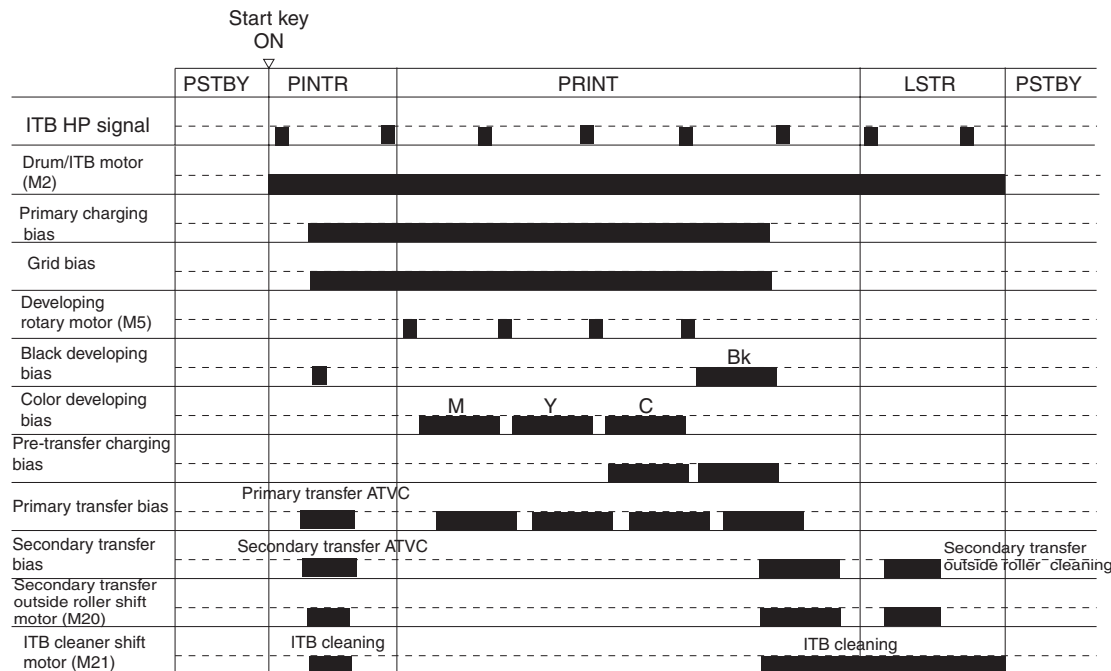 Start key
ON
PSTBY PINTR PRINT LSTR PSTBY
ITB HP signal
Drum/ITB motor
(M2)
Primary charging
bias
Grid bias
Developing
rotary motor (M5)
Black developing
bias
Bk
Color developing
bias
M Y C
Pre-transfer charging
bias
Primary transfer bias
Primary transfer ATVC
Secondary transfer
bias
Secondary transfer ATVC
Secondary transfer
outside roller cleaning
Secondary transfer
outside roller shift
motor (M20)
ITB cleaner shift
motor (M21)
ITB cleaning
ITB cleaning